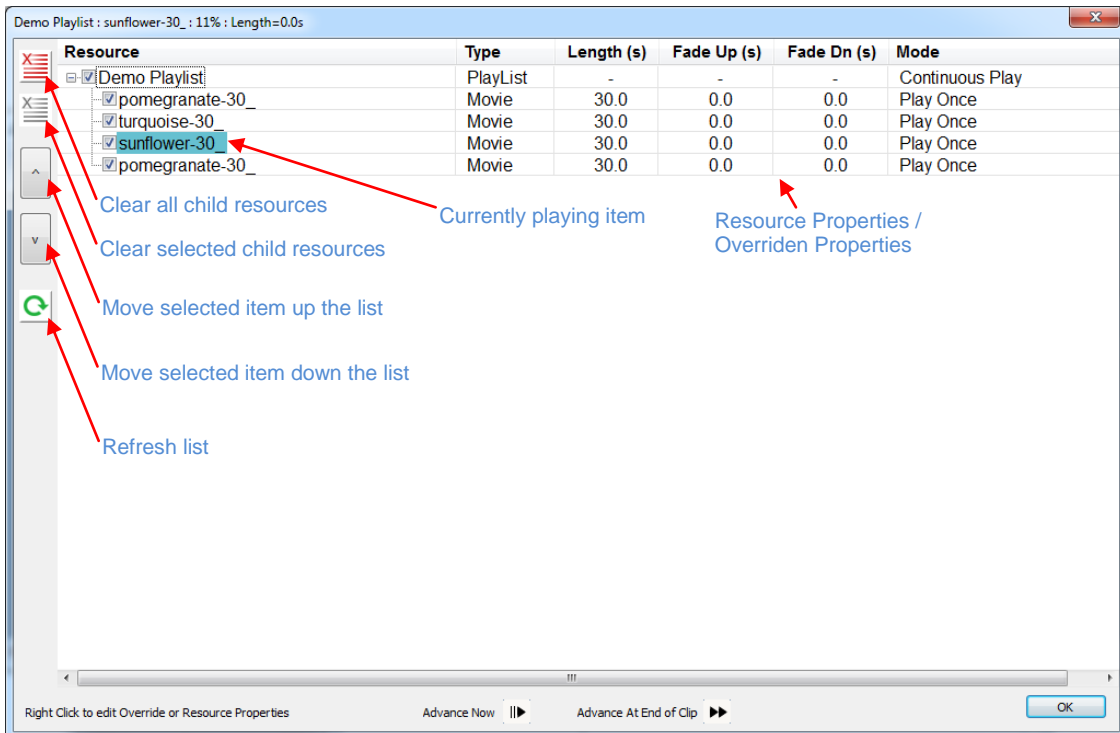 Demo Playlist : sunflower-30_ : 11% : Length=0.0s
x
Resource Type Length (s) Fade Up (s) Fade Dn (s) Mode
Demo Playlist PlayList - - - Continuous Play
pomegranate-30_ Movie 30.0 0.0 0.0 Play Once
turquoise-30_ Movie 30.0 0.0 0.0 Play Once
sunflower-30_ Movie 30.0 0.0 0.0 Play Once
pomegranate-30_ Movie 30.0 0.0 0.0 Play Once
X
X
^
v
Clear all child resources
Currently playing item
Resource Properties /
Overriden Properties
Clear selected child resources
Move selected item up the list
Move selected item down the list
Refresh list
Right Click to edit Override or Resource Properties Advance Now Advance At End of Clip OK